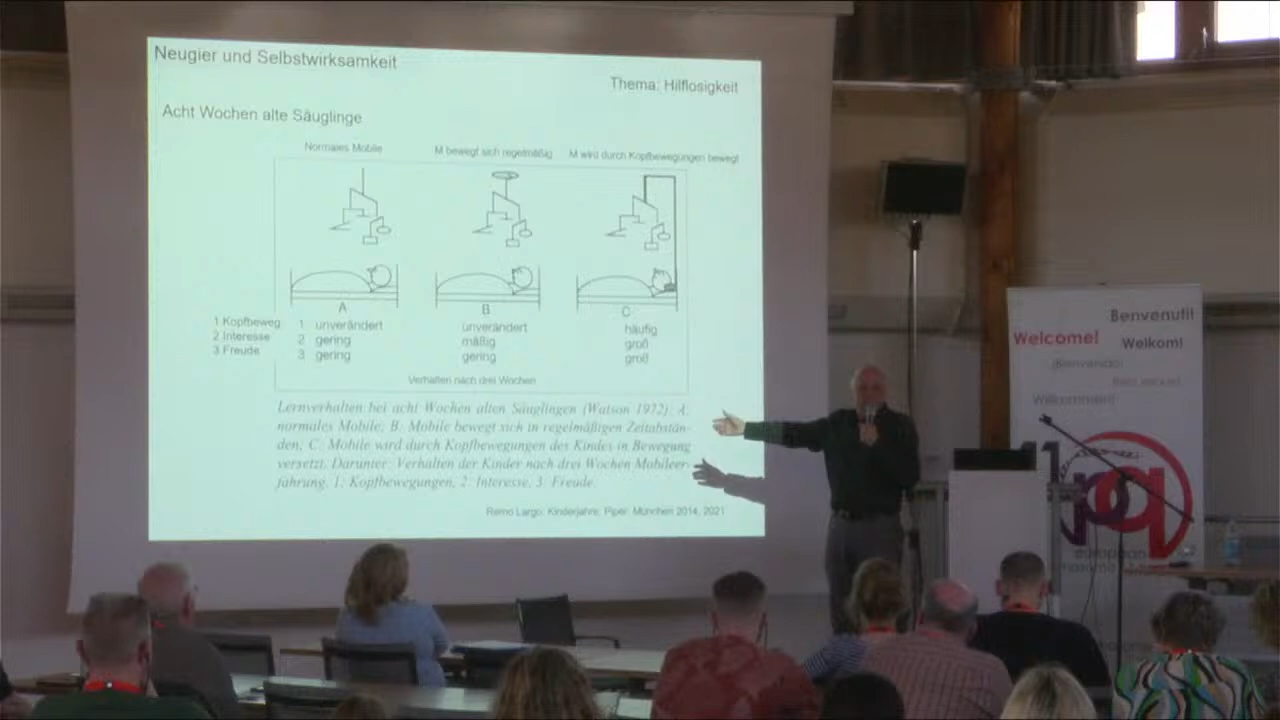 Neugier und Selbstwirksamkeit
Thema: Hilflosigkeit
Acht Wochen alte Säuglinge
Normales Mobile
M bewegt sich regelmäßig
M wird durch Kopfbewegungen bewegt
A
B
C
1 Kopfbeweg
2 Interesse
3 Freude
1 unverändert unverändert häufig
2 gering mäßig groß
3 gering gering groß
Verhalten nach drei Wochen
Lernverhalten bei acht Wochen alten Säuglingen (Watson 1972). A:
normales Mobile; B: Mobile bewegt sich in regelmäßigen Zeitabstän-
den; C: Mobile wird durch Kopfbewegungen des Kindes in Bewegung
versetzt. Darunter: Verhalten der Kinder nach drei Wochen Mobileer-
fahrung. 1: Kopfbewegungen, 2: Interesse, 3: Freude.
Remo Largo: Kinderjahre; Piper: München 2014, 2021
Benvenuti!
Welcome!
Welkom!
¡Bienvenido!
Willkommen!
pq
european